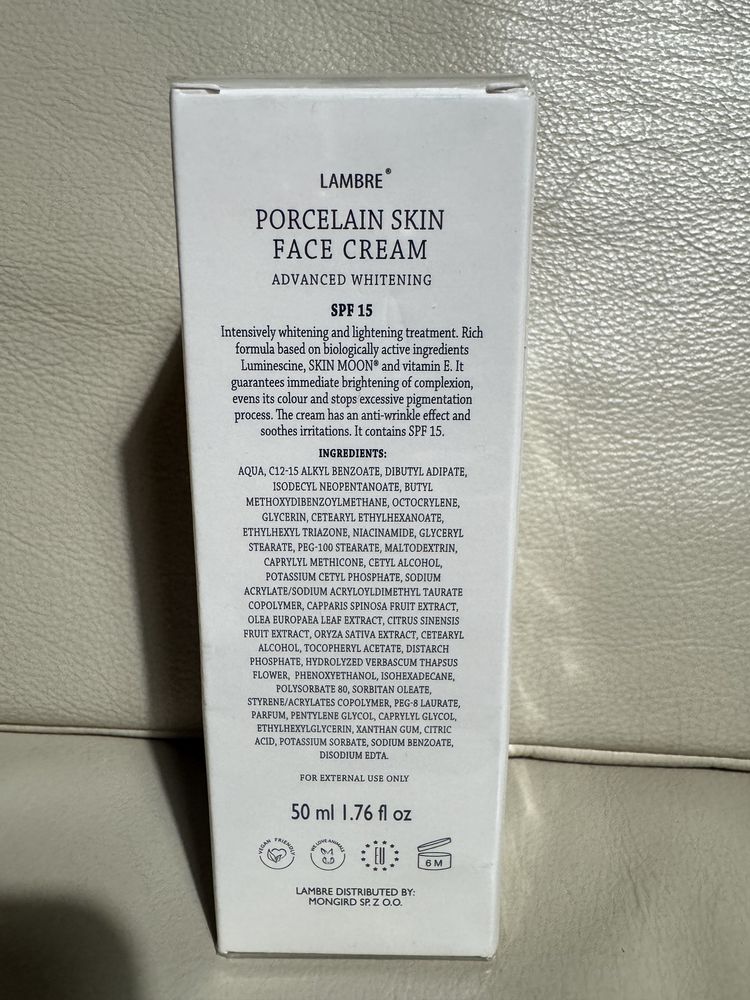 LAMBRE®
PORCELAIN SKIN
FACE CREAM
ADVANCED WHITENING
SPF 15
Intensively whitening and lightening treatment. Rich
formula based on biologically active ingredients
Luminescine, SKIN MOON® and vitamin E. It
guarantees immediate brightening of complexion,
evens its colour and stops excessive pigmentation
process. The cream has an anti-wrinkle effect and
soothes irritations. It contains SPF 15.
INGREDIENTS:
AQUA, C12-15 ALKYL BENZOATE, DIBUTYL ADIPATE,
ISODECYL NEOPENTANOATE, BUTYL
METHOXYDIBENZOYLMETHANE, OCTOCRYLENE,
GLYCERIN, CETEARYL ETHYLHEXANOATE,
ETHYLHEXYL TRIAZONE, NIACINAMIDE, GLYCERYL
STEARATE, PEG-100 STEARATE, MALTODEXTRIN,
CAPRYLYL METHICONE, CETYL ALCOHOL,
POTASSIUM CETYL PHOSPHATE, SODIUM
ACRYLATE/SODIUM ACRYLOYLDIMETHYL TAURATE
COPOLYMER, CAPPARIS SPINOSA FRUIT EXTRACT,
OLEA EUROPAEA LEAF EXTRACT, CITRUS SINENSIS
FRUIT EXTRACT, ORYZA SATIVA EXTRACT, CETEARYL
ALCOHOL, TOCOPHERYL ACETATE, DISTARCH
PHOSPHATE, HYDROLYZED VERBASCUM THAPSUS
FLOWER, PHENOXYETHANOL, ISOHEXADECANE,
POLYSORBATE 80, SORBITAN OLEATE,
STYRENE/ACRYLATES COPOLYMER, PEG-8 LAURATE,
PARFUM, PENTYLENE GLYCOL, CAPRYLYL GLYCOL,
ETHYLHEXYLGLYCERIN, XANTHAN GUM, CITRIC
ACID, POTASSIUM SORBATE, SODIUM BENZOATE,
DISODIUM EDTA.
FOR EXTERNAL USE ONLY
50 ml 1.76 fl oz
VEGAN FRIENDLY
WE LOVE ANIMALS
EU
6 M
LAMBRE DISTRIBUTED BY:
MONGIRD SP. Z O.O.